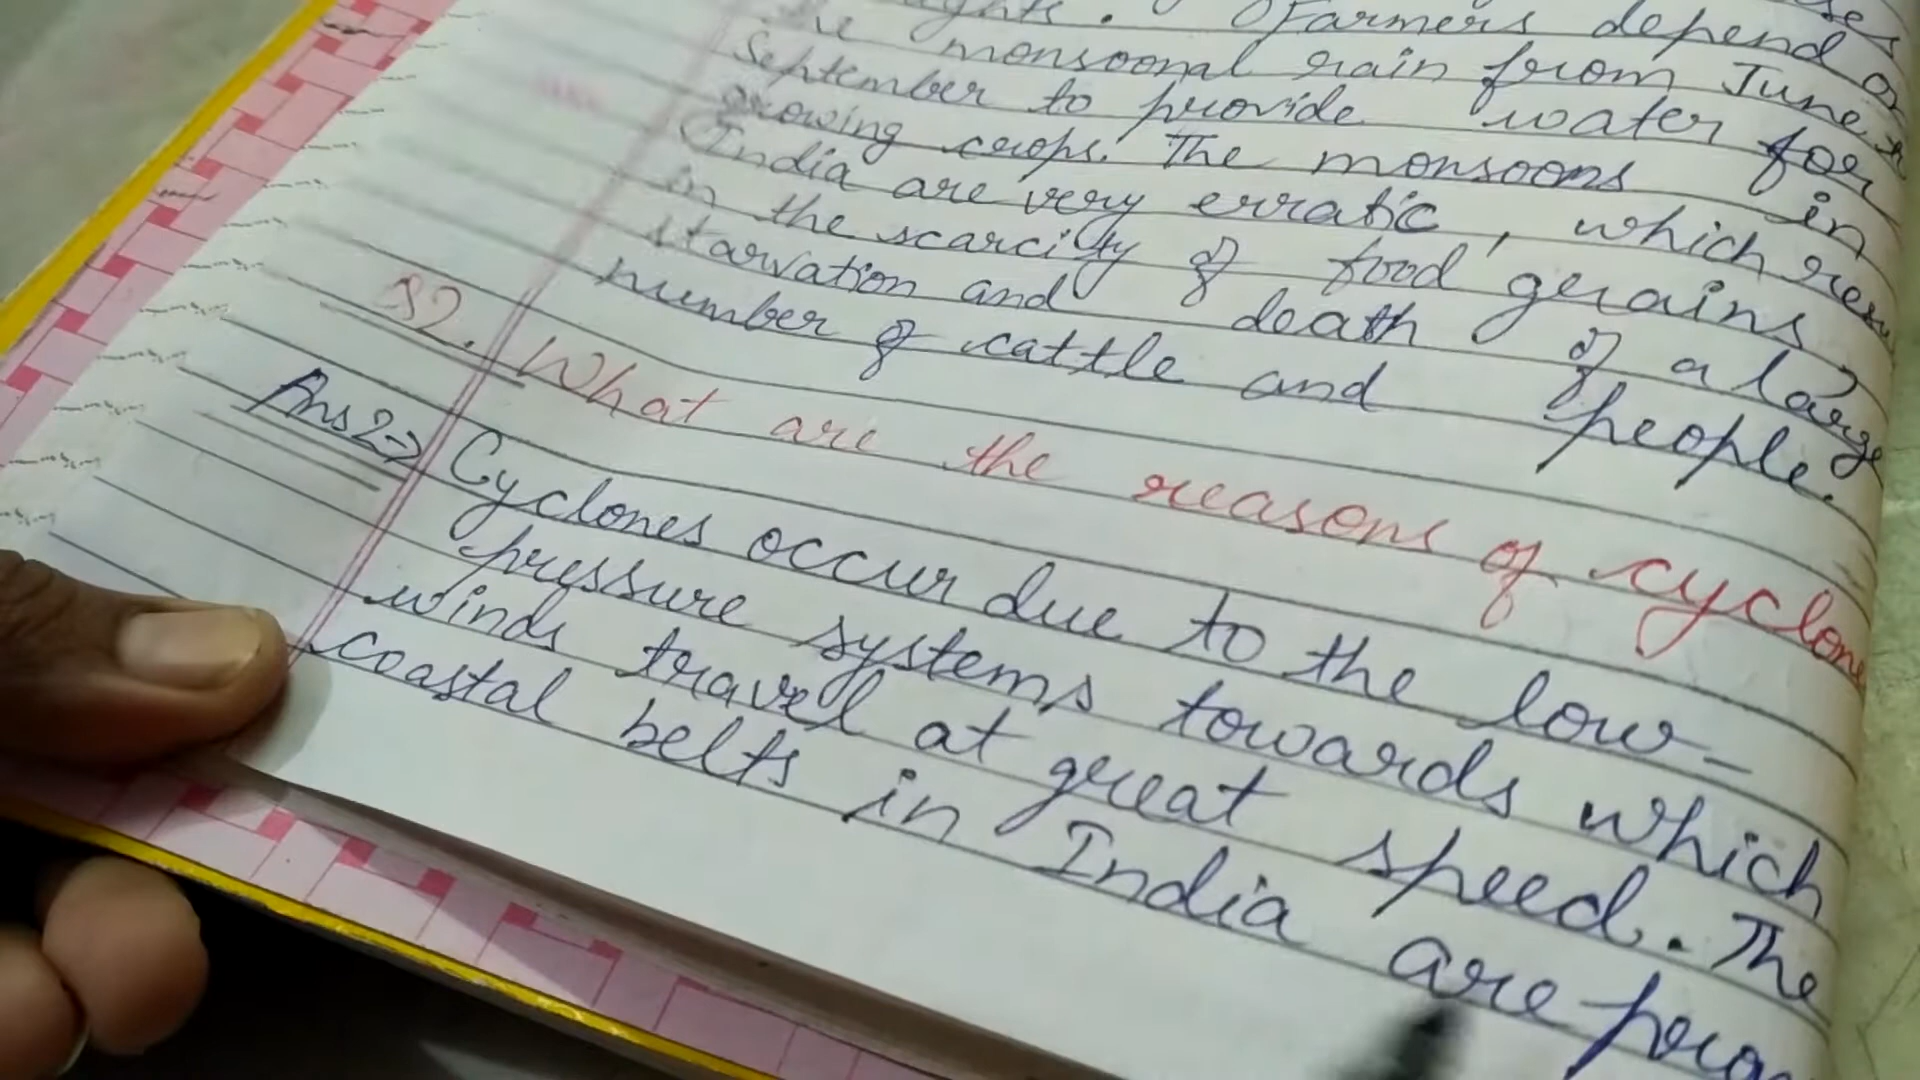 Farmers depend on
the monsoonal rain from June
September to provide water for
growing crops. The monsoons in
India are very erratic, which
in the scarcity of food grains,
starvation and death of a large
number of cattle and people.
What are the reasons of cyclone
Ans2→ Cyclones occur due to the low-
pressure systems towards which
winds travel at great speed. The
coastal belts in India are